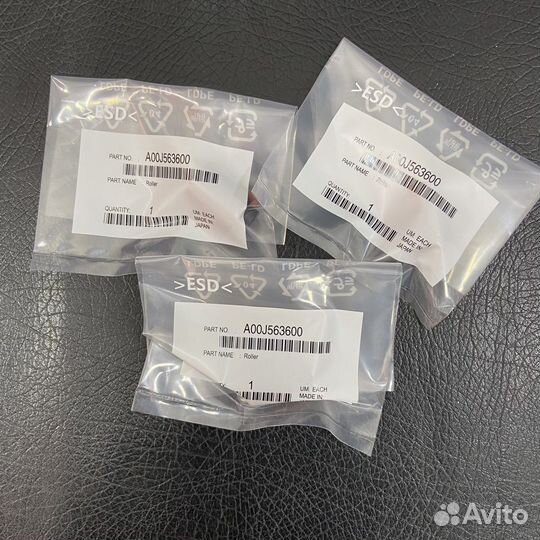 >ESD<
PART NO. A00J563600
PART NAME : Roller
QUANTITY 1
UM. EACH
MADE IN
JAPAN
>ESD<
PART NO. A00J563600
PART NAME
QUANTITY 1
UM. EACH
MADE IN
JAPAN
>ESD<
PART NO. A00J563600
PART NAME : Roller
1
UM. EACH
MADE IN
Avito